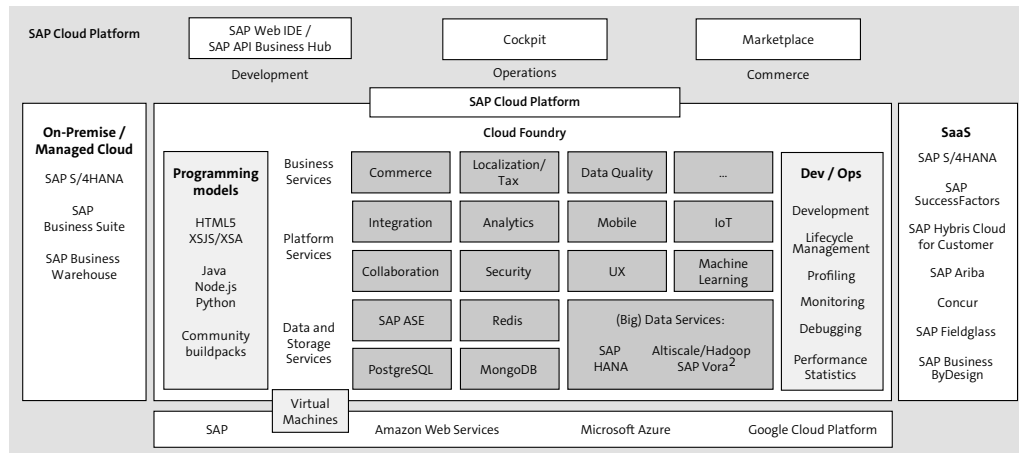 SAP Cloud Platform
SAP Web IDE /
SAP API Business Hub
Cockpit
Marketplace
Development
Operations
Commerce
SAP Cloud Platform
On-Premise /
Managed Cloud
SAP S/4HANA
SAP
Business Suite
SAP Business
Warehouse
Cloud Foundry
Programming
models
HTML5
XSJS/XSA
Java
Node.js
Python
Community
buildpacks
Business
Services
Commerce
Localization/
Tax
Data Quality
...
Platform
Services
Integration
Analytics
Mobile
IoT
Collaboration
Security
UX
Machine
Learning
Data and
Storage
Services
SAP ASE
Redis
PostgreSQL
MongoDB
(Big) Data Services:
SAP
HANA
Altiscale/Hadoop
SAP Vora2
Dev / Ops
Development
Lifecycle
Management
Profiling
Monitoring
Debugging
Performance
Statistics
SaaS
SAP S/4HANA
SAP
SuccessFactors
SAP Hybris Cloud
for Customer
SAP Ariba
Concur
SAP Fieldglass
SAP Business
ByDesign
Virtual
Machines
SAP
Amazon Web Services
Microsoft Azure
Google Cloud Platform